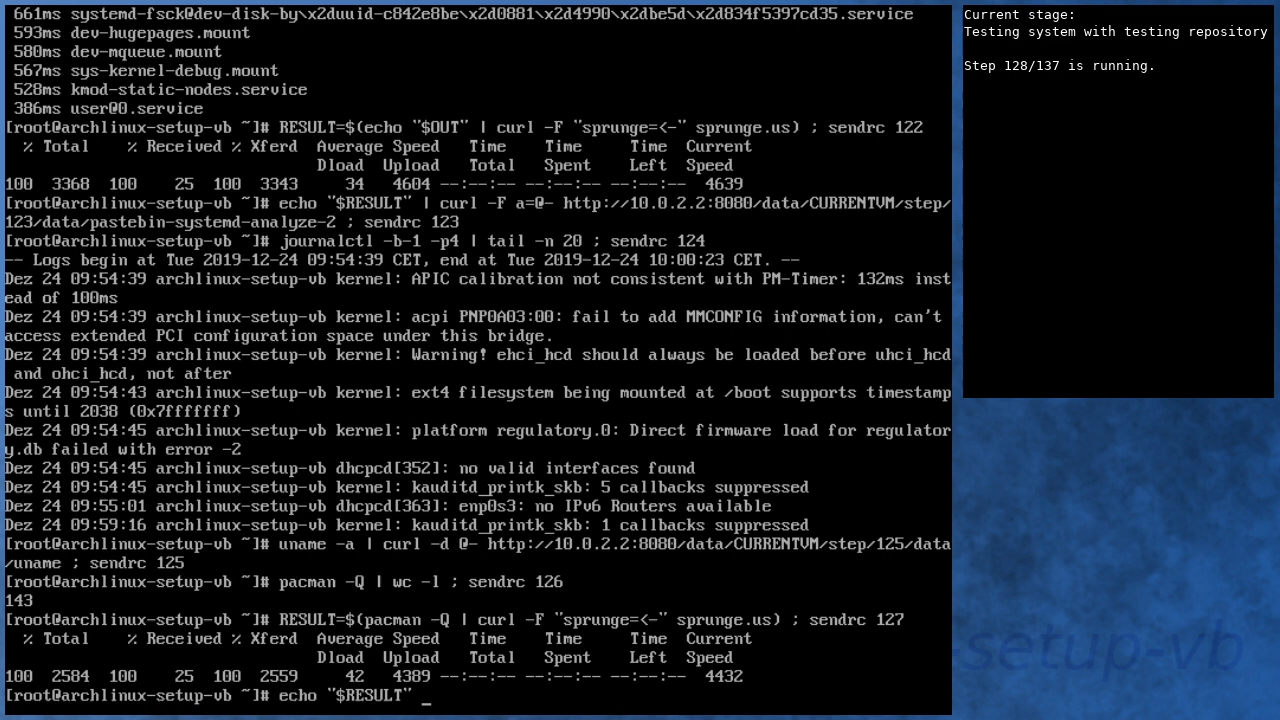 661ms systemd-fsck@dev-disk-by\x2duuid-c842e8be\x2d0881\x2d4990\x2dbe5d\x2d834f5397cd35.service
 593ms dev-hugepages.mount
 580ms dev-mqueue.mount
 567ms sys-kernel-debug.mount
 528ms kmod-static-nodes.service
 386ms user@0.service
[root@archlinux-setup-vb ~]# RESULT=$(echo "$OUT" | curl -F "sprunge=<-" sprunge.us) ; sendrc 122
  % Total    % Received % Xferd  Average Speed   Time    Time     Time  Current
                                 Dload  Upload   Total   Spent    Left  Speed
100  3368  100    25  100  3343     34   4604 --:--:-- --:--:-- --:--:--  4639
[root@archlinux-setup-vb ~]# echo "$RESULT" | curl -F a=@- http://10.0.2.2:8080/data/CURRENTVM/step/
123/data/pastebin-systemd-analyze-2 ; sendrc 123
[root@archlinux-setup-vb ~]# journalctl -b-1 -p4 | tail -n 20 ; sendrc 124
-- Logs begin at Tue 2019-12-24 09:54:39 CET, end at Tue 2019-12-24 10:00:23 CET. --
Dez 24 09:54:39 archlinux-setup-vb kernel: APIC calibration not consistent with PM-Timer: 132ms inst
ead of 100ms
Dez 24 09:54:39 archlinux-setup-vb kernel: acpi PNP0A03:00: fail to add MMCONFIG information, can't
access extended PCI configuration space under this bridge.
Dez 24 09:54:39 archlinux-setup-vb kernel: Warning! ehci_hcd should always be loaded before uhci_hcd
 and ohci_hcd, not after
Dez 24 09:54:43 archlinux-setup-vb kernel: ext4 filesystem being mounted at /boot supports timestamp
s until 2038 (0x7fffffff)
Dez 24 09:54:45 archlinux-setup-vb kernel: platform regulatory.0: Direct firmware load for regulator
y.db failed with error -2
Dez 24 09:54:45 archlinux-setup-vb dhcpcd[352]: no valid interfaces found
Dez 24 09:54:45 archlinux-setup-vb kernel: kauditd_printk_skb: 5 callbacks suppressed
Dez 24 09:55:01 archlinux-setup-vb dhcpcd[363]: enp0s3: no IPv6 Routers available
Dez 24 09:59:16 archlinux-setup-vb kernel: kauditd_printk_skb: 1 callbacks suppressed
[root@archlinux-setup-vb ~]# uname -a | curl -d @- http://10.0.2.2:8080/data/CURRENTVM/step/125/data
/uname ; sendrc 125
[root@archlinux-setup-vb ~]# pacman -Q | wc -l ; sendrc 126
143
[root@archlinux-setup-vb ~]# RESULT=$(pacman -Q | curl -F "sprunge=<-" sprunge.us) ; sendrc 127
  % Total    % Received % Xferd  Average Speed   Time    Time     Time  Current
                                 Dload  Upload   Total   Spent    Left  Speed
100  2584  100    25  100  2559     42   4389 --:--:-- --:--:-- --:--:--  4432
[root@archlinux-setup-vb ~]# echo "$RESULT" _
Current stage:
Testing system with testing repository
Step 128/137 is running.
-setup-vb